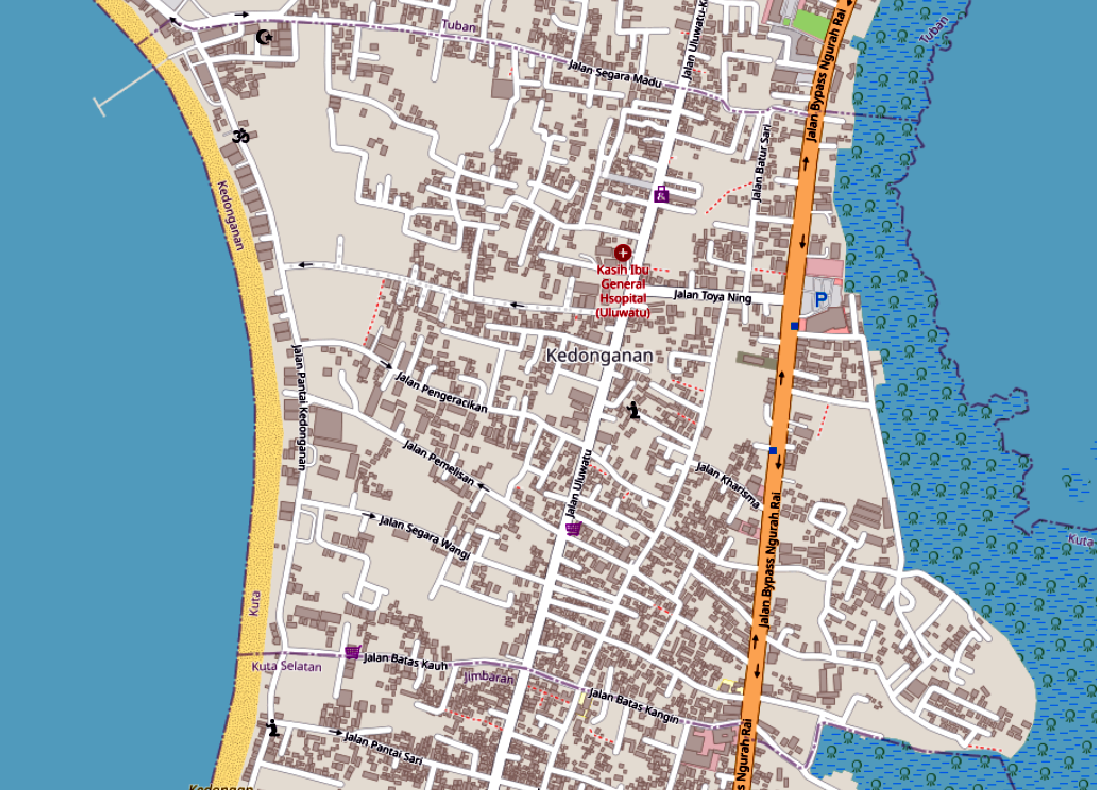 Tuban
Tuban
Jalan Uluwatu-K
Jalan Bypass Ngurah Rai
Jalan Segara Madu
Jalan Batur Sari
Kedonganan
Kasih Ibu
General
Hsopital
(Uluwatu)
Jalan Toya Ning
P
Kedonganan
Jalan Pantai Kedonganan
Jalan Pengeracikan
Jalan Pemelisan
Jalan Uluwatu
Jalan Kharisma
Jalan Segara Wangi
Jalan Bypass Ngurah Rai
Kuta
Kuta
Kuta Selatan
Jalan Batas Kauh
Jimbaran
Jalan Batas Kangin
Jalan Pantai Sari
s Ngurah Rai
Kedongan